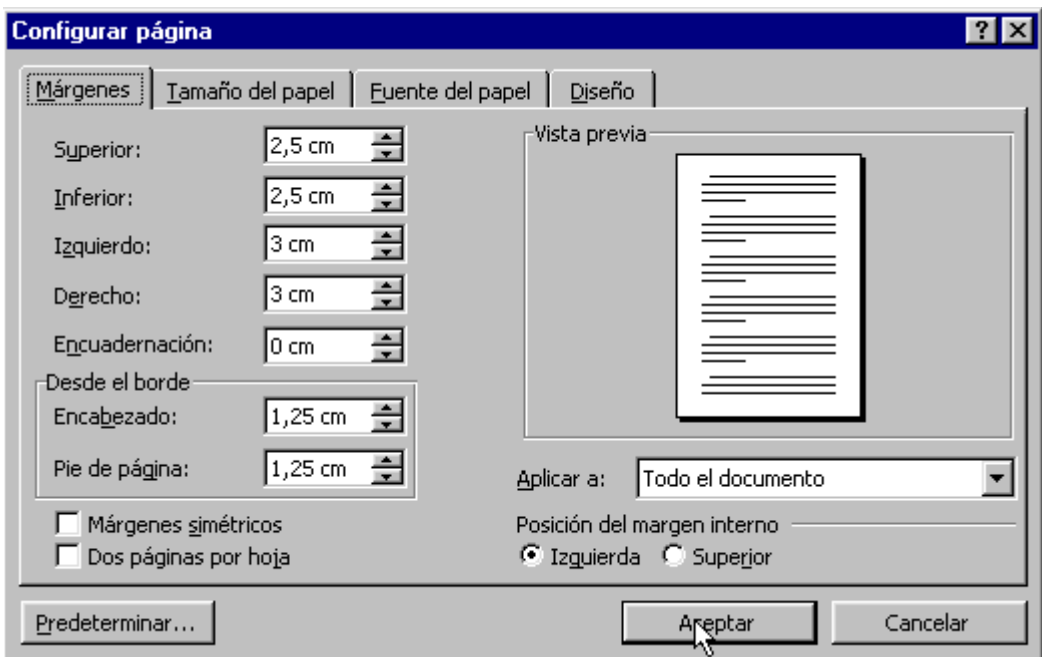 Configurar página
Márgenes Tamaño del papel Fuente del papel Diseño
Superior: 2,5 cm
Inferior: 2,5 cm
Izquierdo: 3 cm
Derecho: 3 cm
Encuadernación: 0 cm
Desde el borde
Encabezado: 1,25 cm
Pie de página: 1,25 cm
Márgenes simétricos
Dos páginas por hoja
Vista previa
Aplicar a: Todo el documento
Posición del margen interno
Izquierda Superior
Predeterminar... Aceptar Cancelar